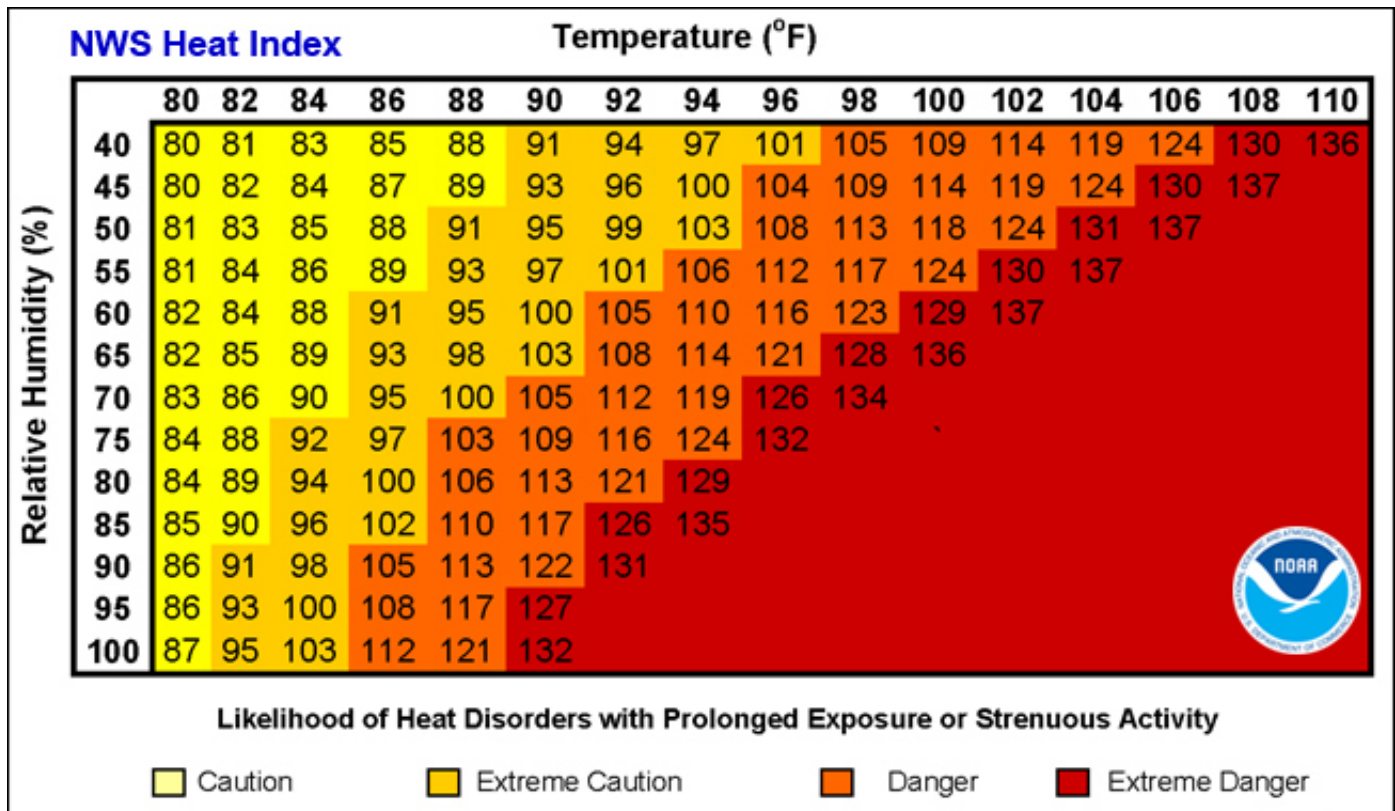 NWS Heat Index Temperature (°F)
80 82 84 86 88 90 92 94 96 98 100 102 104 106 108 110
Relative Humidity (%)
40 80 81 83 85 88 91 94 97 101 105 109 114 119 124 130 136
45 80 82 84 87 89 93 96 100 104 109 114 119 124 130 137
50 81 83 85 88 91 95 99 103 108 113 118 124 131 137
55 81 84 86 89 93 97 101 106 112 117 124 130 137
60 82 84 88 91 95 100 105 110 116 123 129 137
65 82 85 89 93 98 103 108 114 121 128 136
70 83 86 90 95 100 105 112 119 126 134
75 84 88 92 97 103 109 116 124 132
80 84 89 94 100 106 113 121 129
85 85 90 96 102 110 117 126 135
90 86 91 98 105 113 122 131
95 86 93 100 108 117 127
100 87 95 103 112 121 132
NATIONAL OCEANIC AND ATMOSPHERIC ADMINISTRATION
NOAA
U.S. DEPARTMENT OF COMMERCE
Likelihood of Heat Disorders with Prolonged Exposure or Strenuous Activity
Caution Extreme Caution Danger Extreme Danger